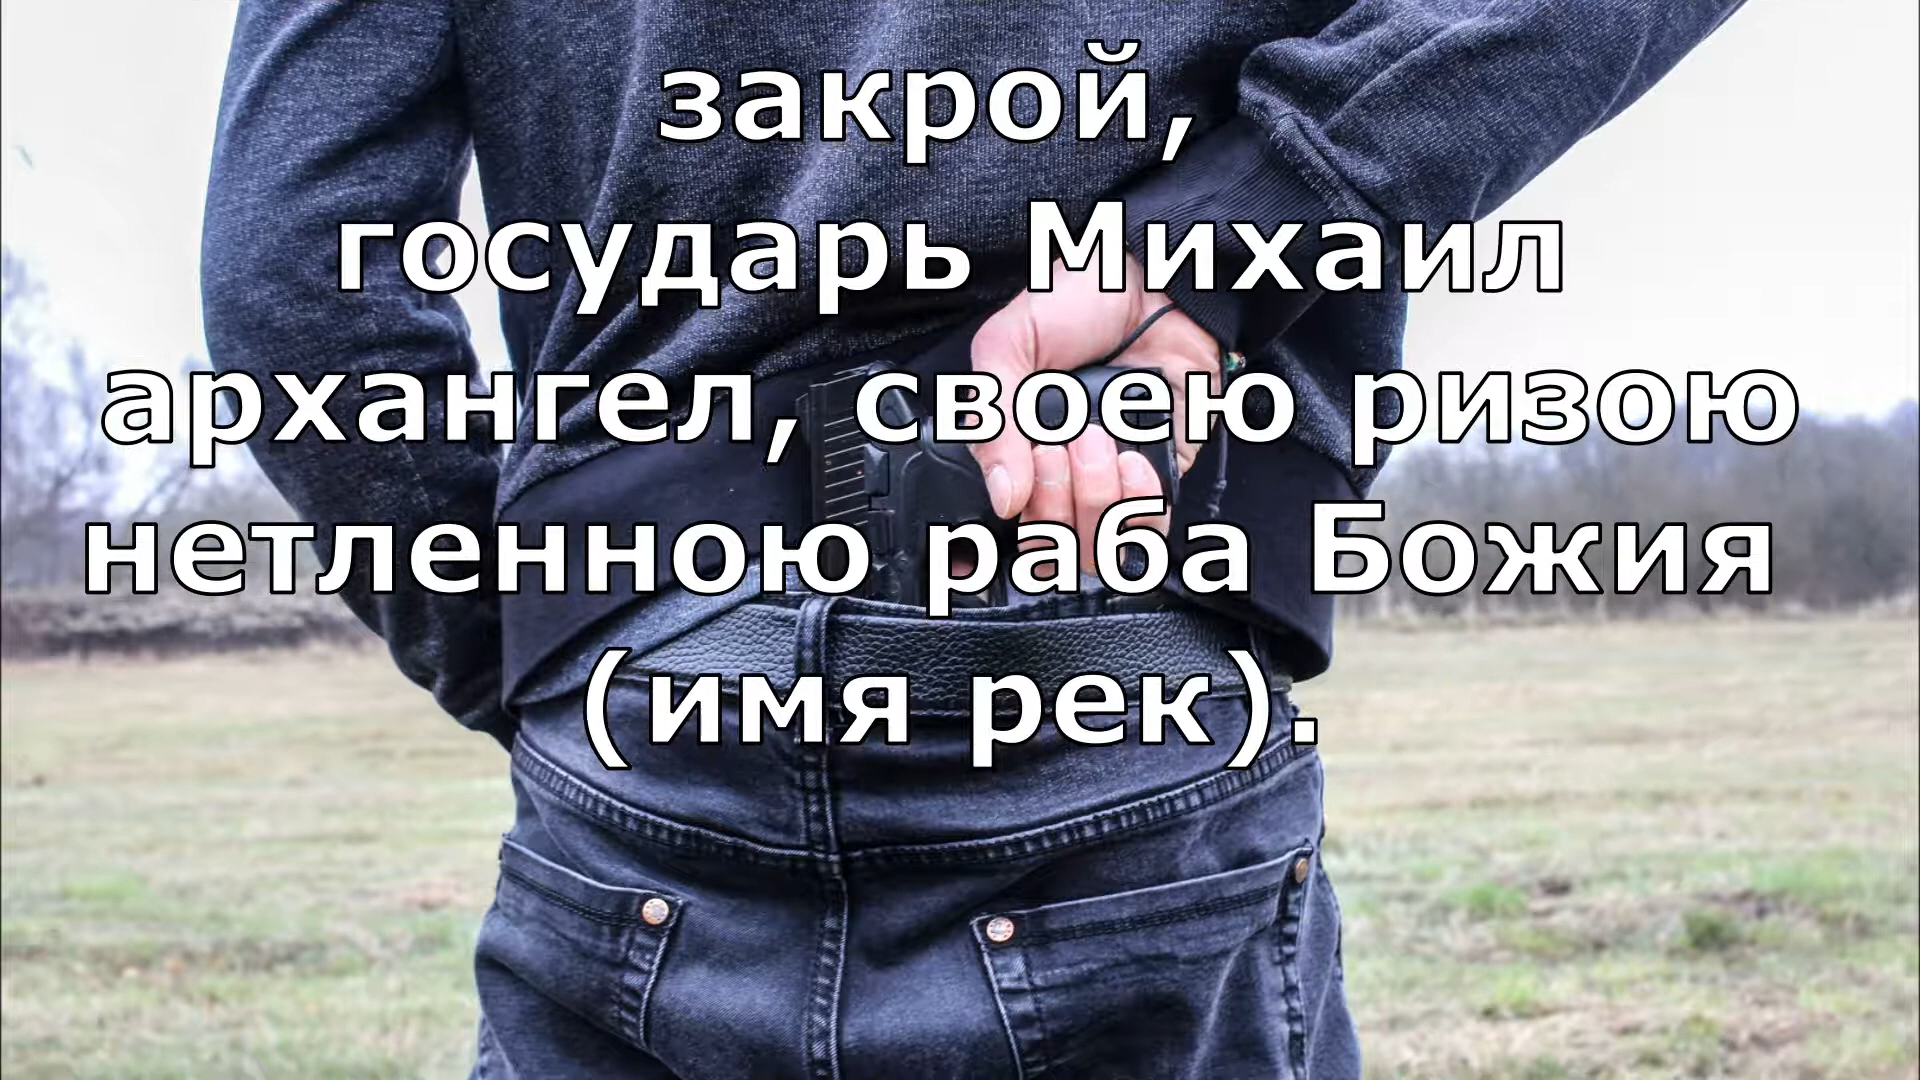 закрой,
государь Михаил
архангел, своею ризою
нетленною раба Божия
(имя рек).